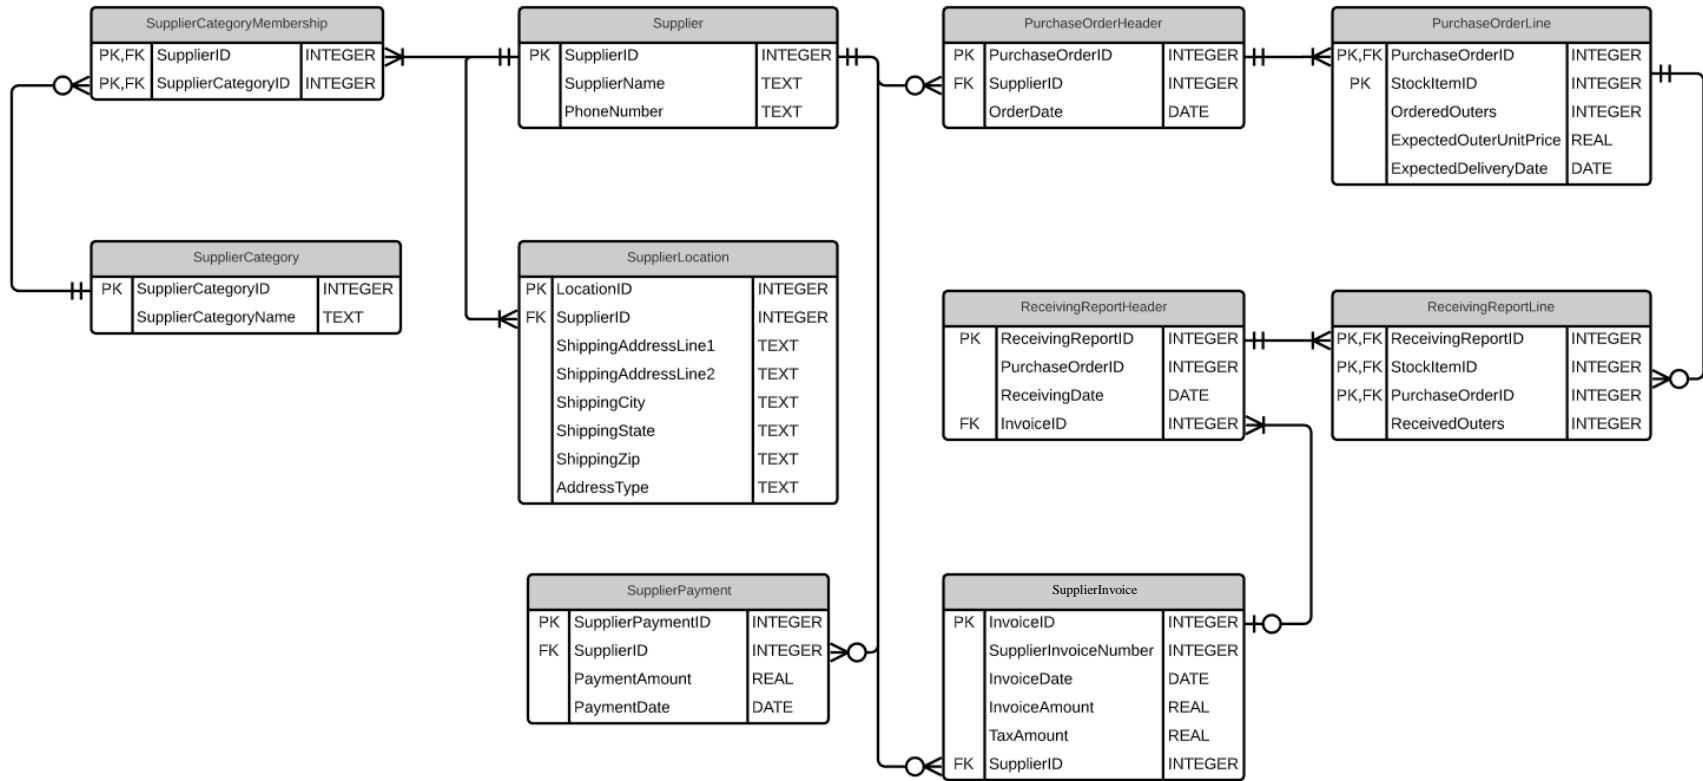 SupplierCategoryMembership
PK,FK SupplierID INTEGER
PK,FK SupplierCategoryID INTEGER
Supplier
PK SupplierID INTEGER
SupplierName TEXT
PhoneNumber TEXT
PurchaseOrderHeader
PK PurchaseOrderID INTEGER
FK SupplierID INTEGER
OrderDate DATE
PurchaseOrderLine
PK,FK PurchaseOrderID INTEGER
PK StockItemID INTEGER
OrderedOuters INTEGER
ExpectedOuterUnitPrice REAL
ExpectedDeliveryDate DATE
SupplierCategory
PK SupplierCategoryID INTEGER
SupplierCategoryName TEXT
SupplierLocation
PK LocationID INTEGER
FK SupplierID INTEGER
ShippingAddressLine1 TEXT
ShippingAddressLine2 TEXT
ShippingCity TEXT
ShippingState TEXT
ShippingZip TEXT
AddressType TEXT
ReceivingReportHeader
PK ReceivingReportID INTEGER
PurchaseOrderID INTEGER
ReceivingDate DATE
FK InvoiceID INTEGER
ReceivingReportLine
PK,FK ReceivingReportID INTEGER
PK,FK StockItemID INTEGER
PK,FK PurchaseOrderID INTEGER
ReceivedOuters INTEGER
SupplierPayment
PK SupplierPaymentID INTEGER
FK SupplierID INTEGER
PaymentAmount REAL
PaymentDate DATE
SupplierInvoice
PK InvoiceID INTEGER
SupplierInvoiceNumber INTEGER
InvoiceDate DATE
InvoiceAmount REAL
TaxAmount REAL
FK SupplierID INTEGER